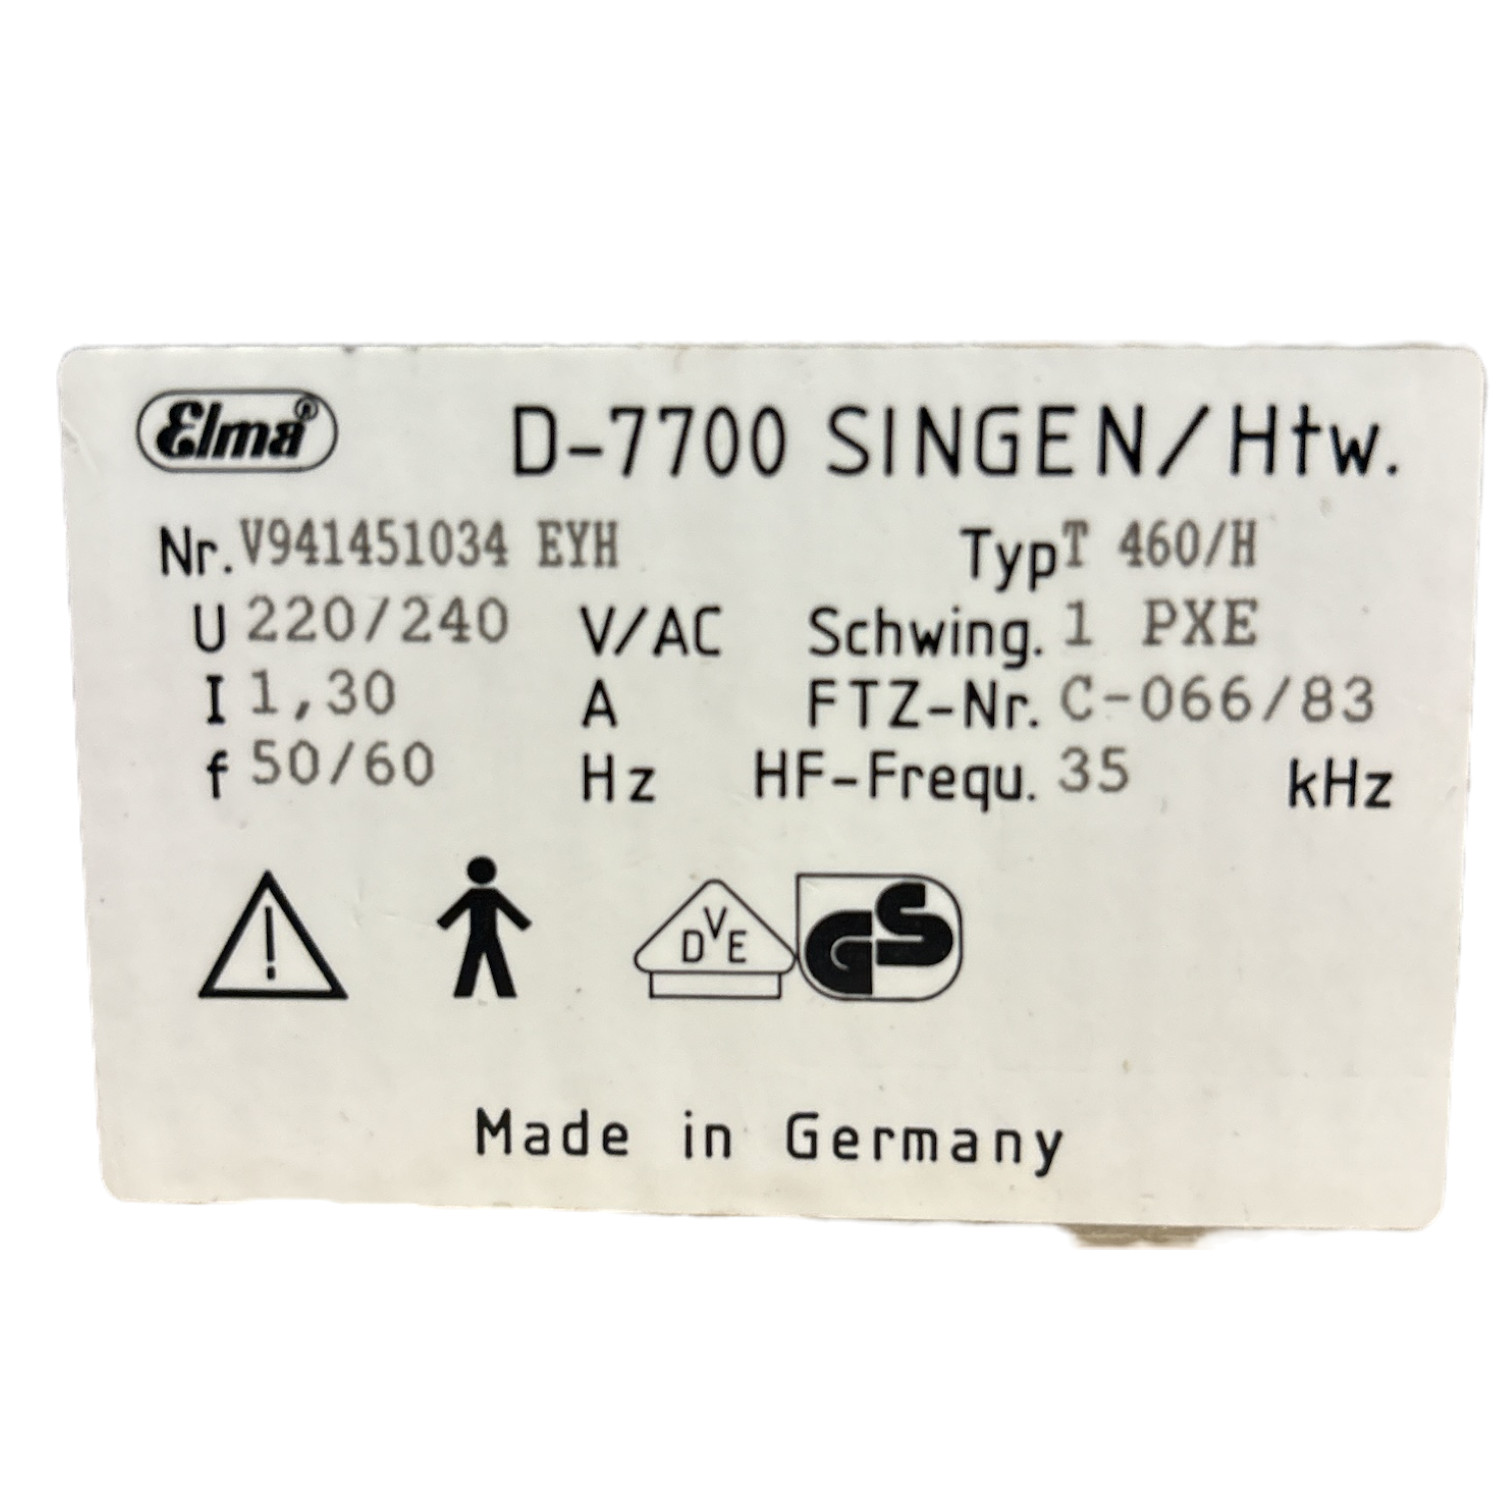 Elma® D-7700 SINGEN/Htw.
Nr. V941451034 EYH Typ T 460/H
U 220/240 V/AC Schwing. 1 PXE
I 1,30 A FTZ-Nr. C-066/83
f 50/60 Hz HF-Frequ. 35 kHz
DVE GS
Made in Germany